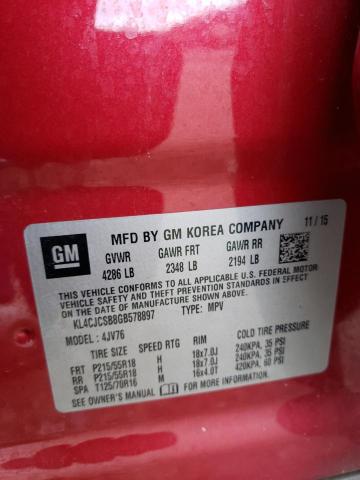 GM
MFD BY GM KOREA COMPANY
11 / 15
GVWR GAWR FRT GAWR RR
4286 LB 2348 LB 2194 LB
THIS VEHICLE CONFORMS TO ALL APPLICABLE U.S. FEDERAL MOTOR
VEHICLE SAFETY, BUMPER, AND THEFT PREVENTION STANDARDS IN EFFECT
ON THE DATE OF MANUFACTURE SHOWN ABOVE.
KL4CJCSB8GB578897 TYPE: MPV
MODEL : 4JV76
TIRE SIZE SPEED RTG RIM COLD TIRE PRESSURE
FRT P215/55R18 H 18x7.0J 240KPA, 35 PSI
RR P215/55R18 H 18x7.0J 240KPA, 35 PSI
SPA T125/70R16 M 16x4.0T 420KPA, 60 PSI
SEE OWNER'S MANUAL FOR MORE INFORMATION.